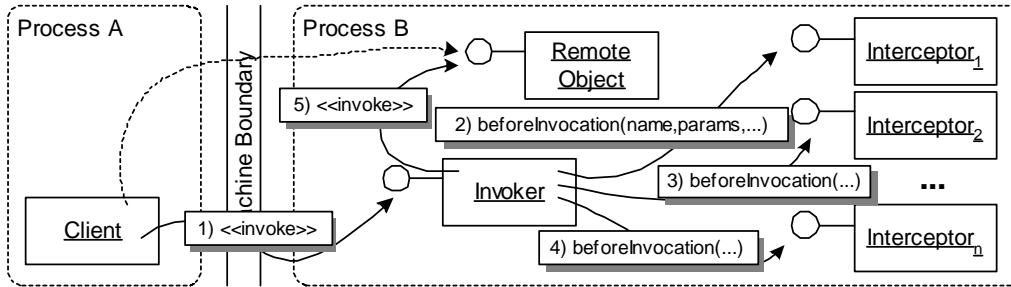 Process A
Process B
Machine Boundary
Remote
Object
Interceptor1
5) <<invoke>>
2) beforeInvocation(name,params,...)
Interceptor2
Invoker
3) beforeInvocation(...)
...
Client
1) <<invoke>>
4) beforeInvocation(...)
Interceptorn